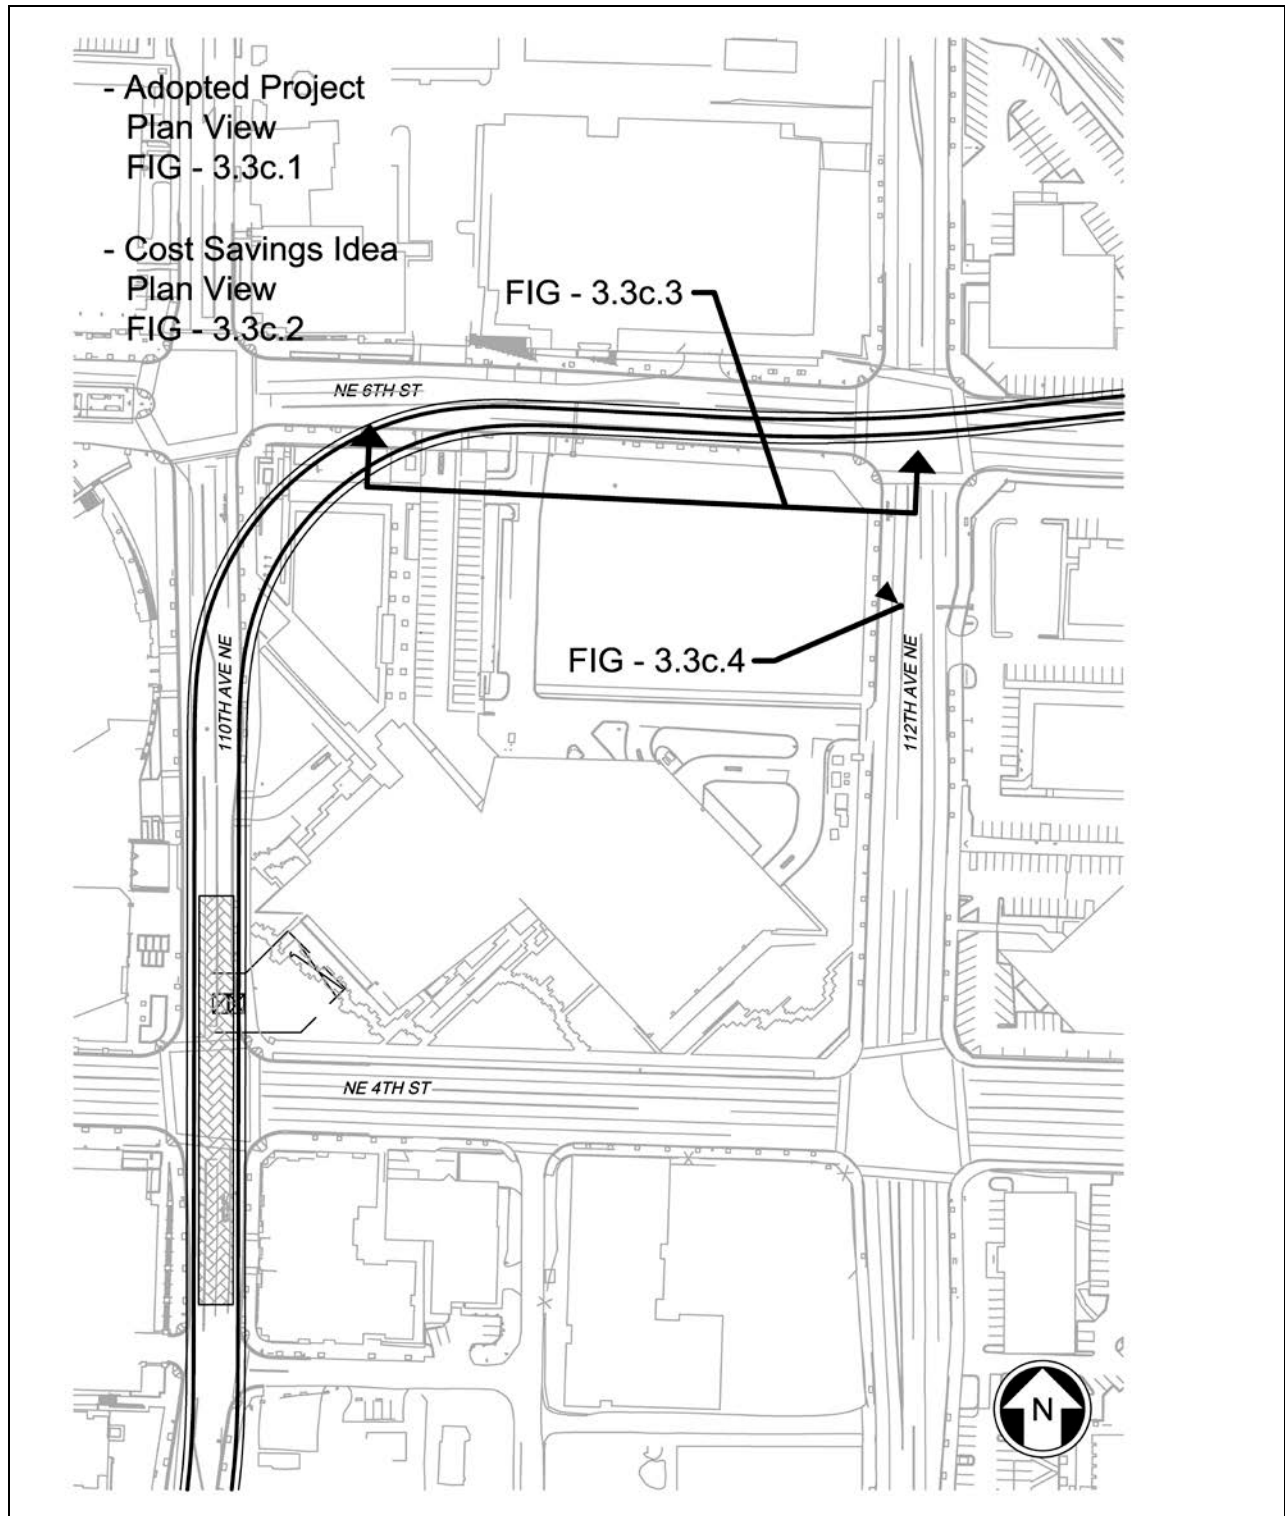 - Adopted Project
Plan View
FIG - 3.3c.1
- Cost Savings Idea
Plan View
FIG - 3.3c.2
FIG - 3.3c.3
NE 6TH ST
FIG - 3.3c.4
110TH AVE NE
112TH AVE NE
NE 4TH ST
N